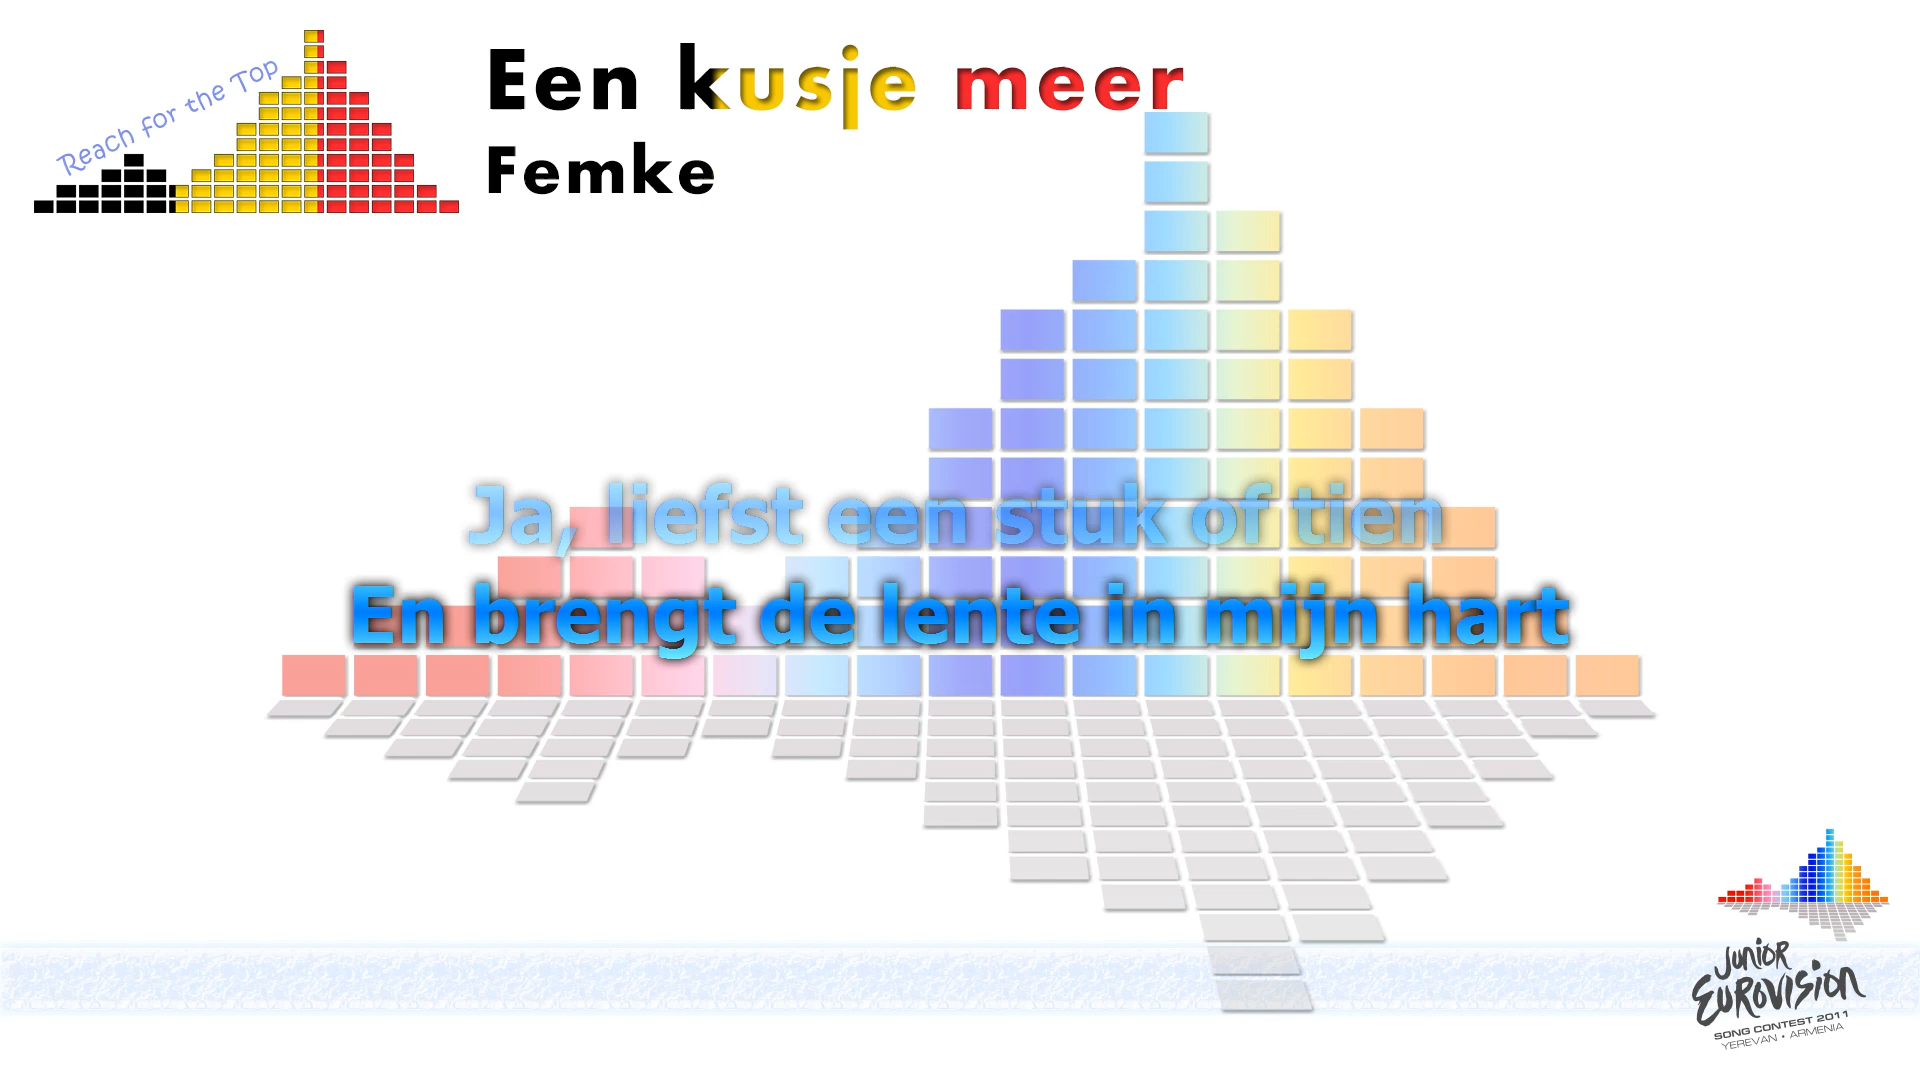 Reach for the Top
Een kusje meer
Femke
Ja, liefst een stuk of tien
En brengt de lente in mijn hart
Junior
Eurovision
SONG CONTEST 2011
YEREVAN • ARMENIA